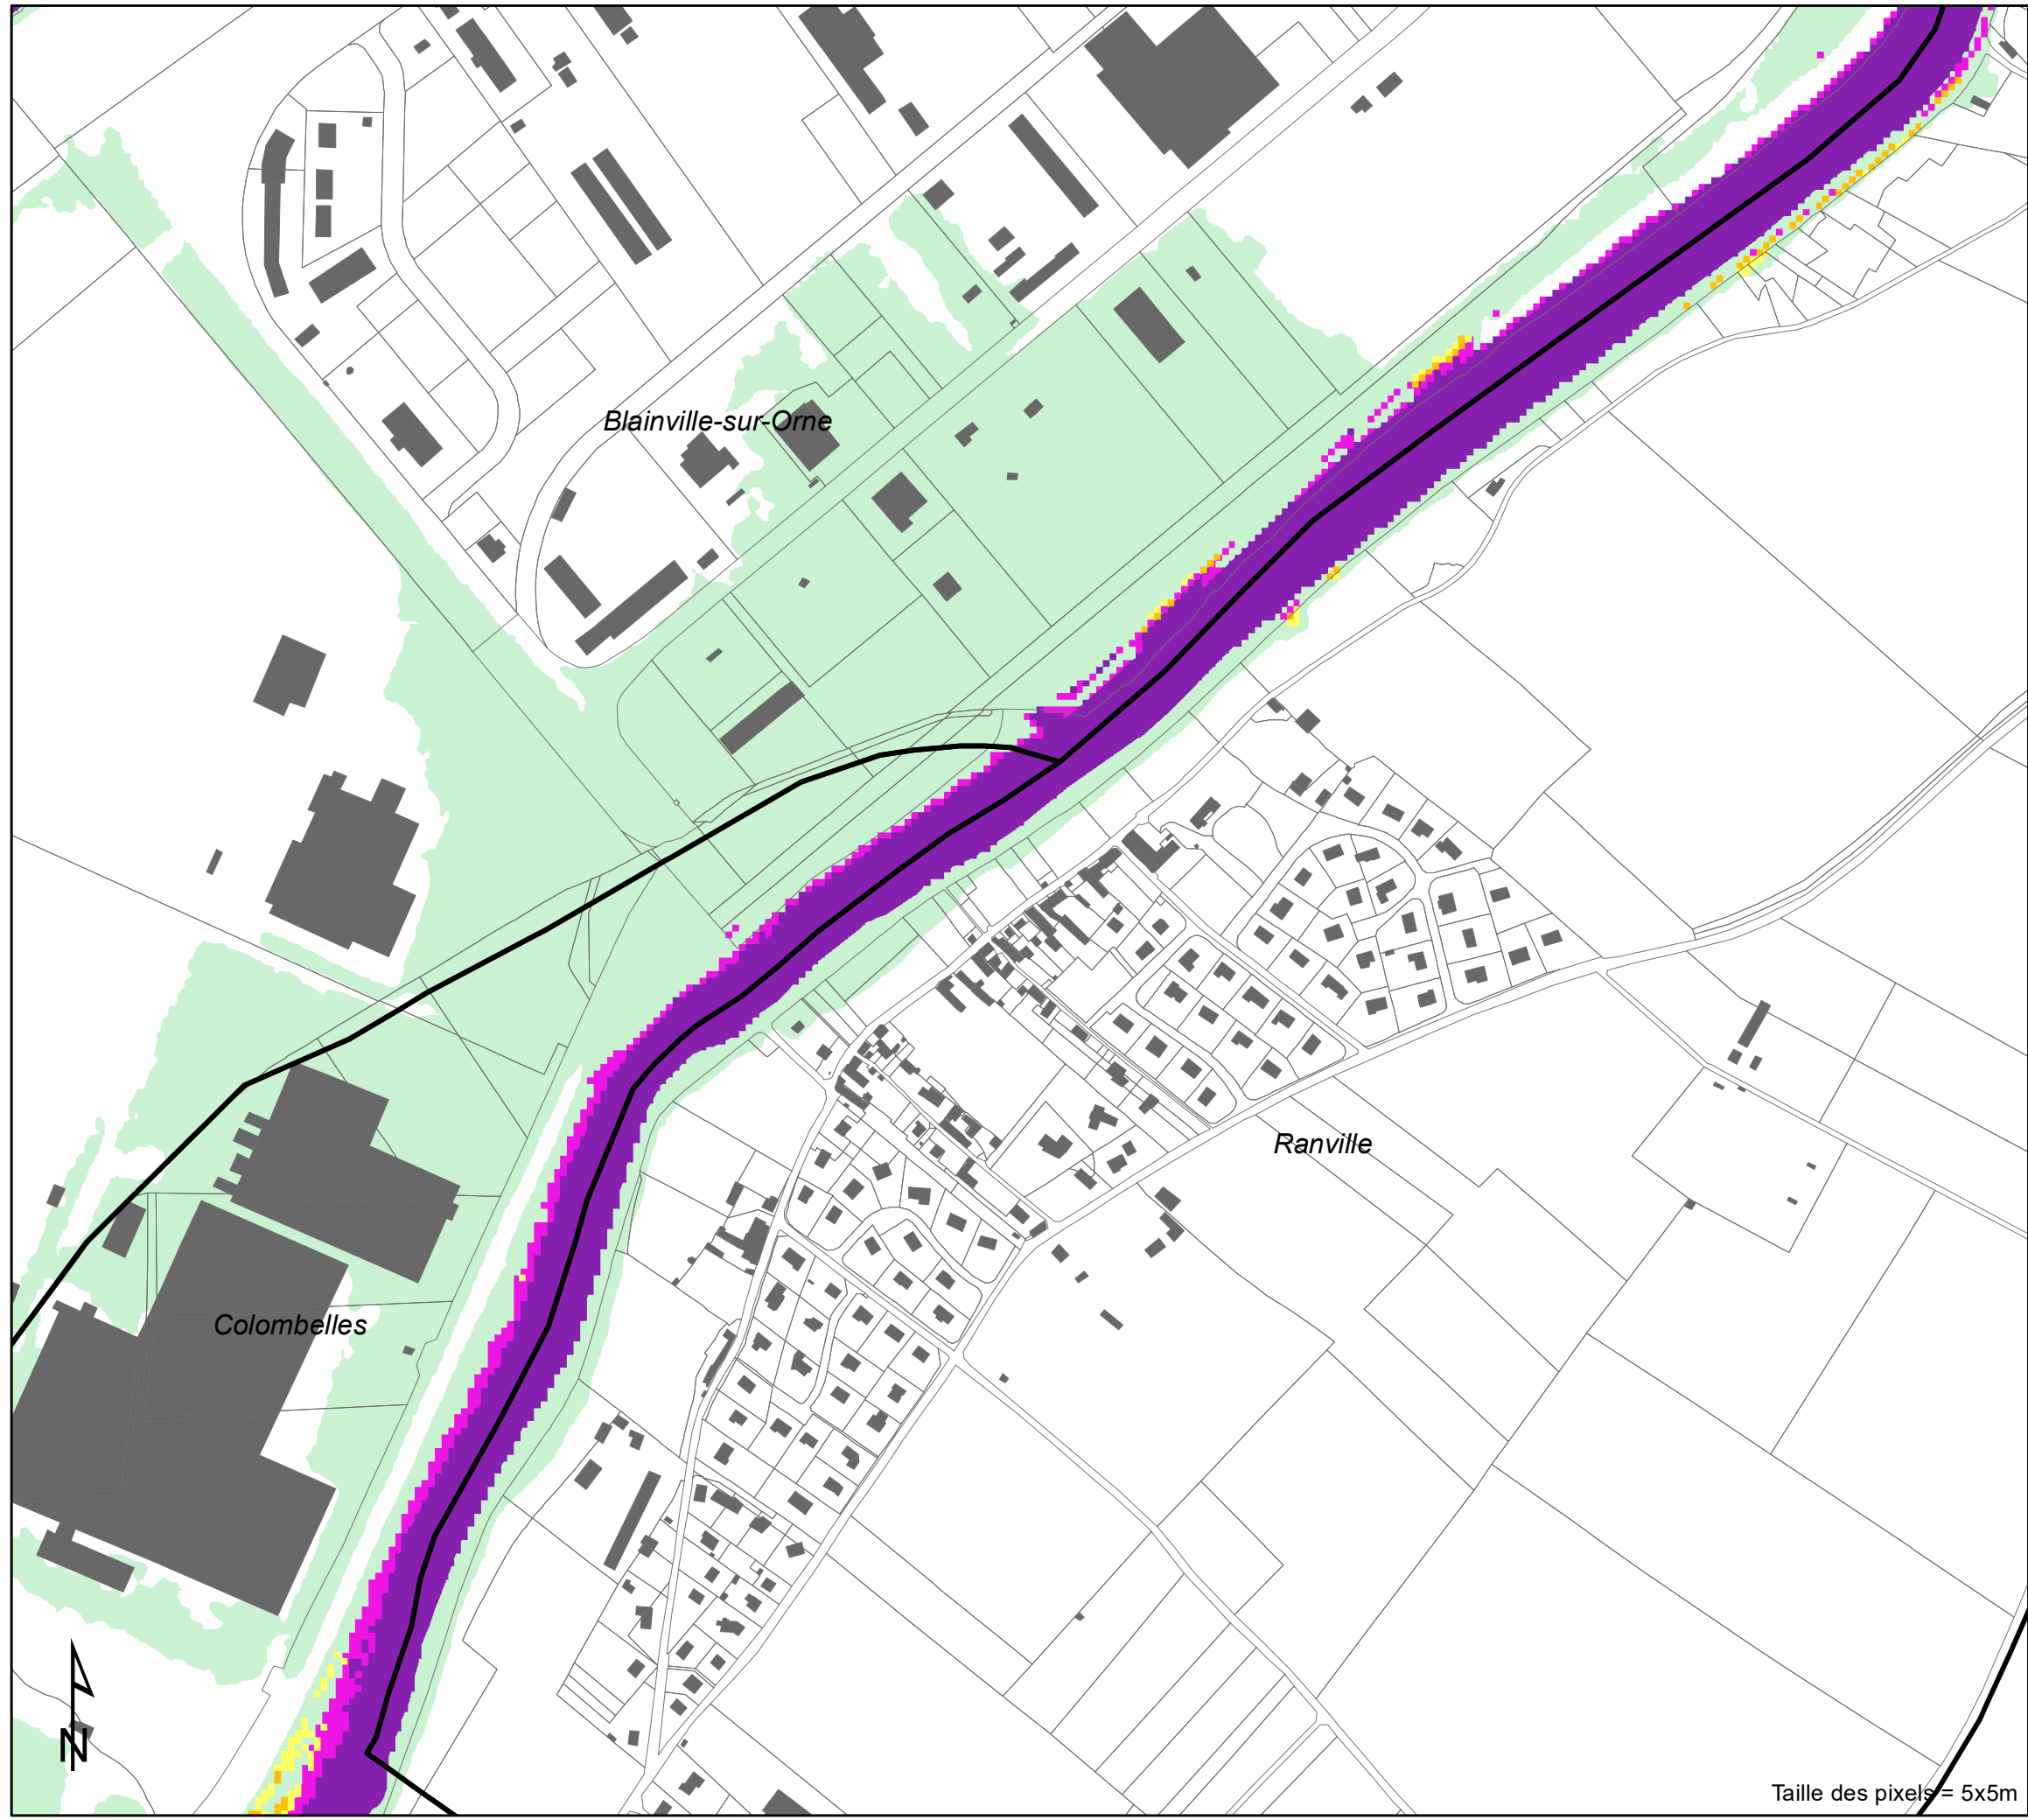 Blainville-sur-Orne
Ranville
Colombelles
N
Taille des pixels = 5x5m